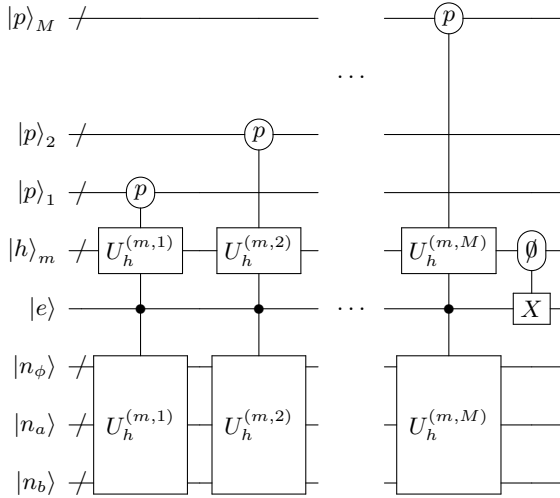 |p⟩_M p
...
|p⟩_2 p
|p⟩_1 p
|h⟩_m U_h^{(m,1)} U_h^{(m,2)} U_h^{(m,M)} ∅
|e⟩ ... X
|n_ϕ⟩
|n_a⟩ U_h^{(m,1)} U_h^{(m,2)} U_h^{(m,M)}
|n_b⟩